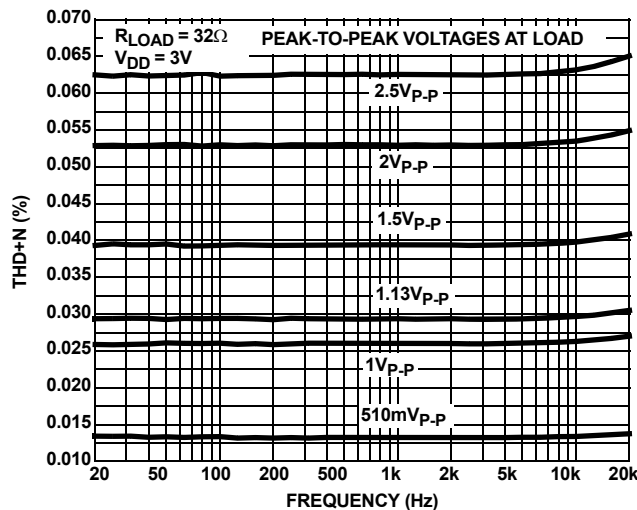 R_LOAD = 32Ω
V_DD = 3V
PEAK-TO-PEAK VOLTAGES AT LOAD
THD+N (%)
0.070
0.065
0.060
0.055
0.050
0.045
0.040
0.035
0.030
0.025
0.020
0.015
0.010
2.5V_P-P
2V_P-P
1.5V_P-P
1.13V_P-P
1V_P-P
510mV_P-P
20 50 100 200 500 1k 2k 5k 10k 20k
FREQUENCY (Hz)